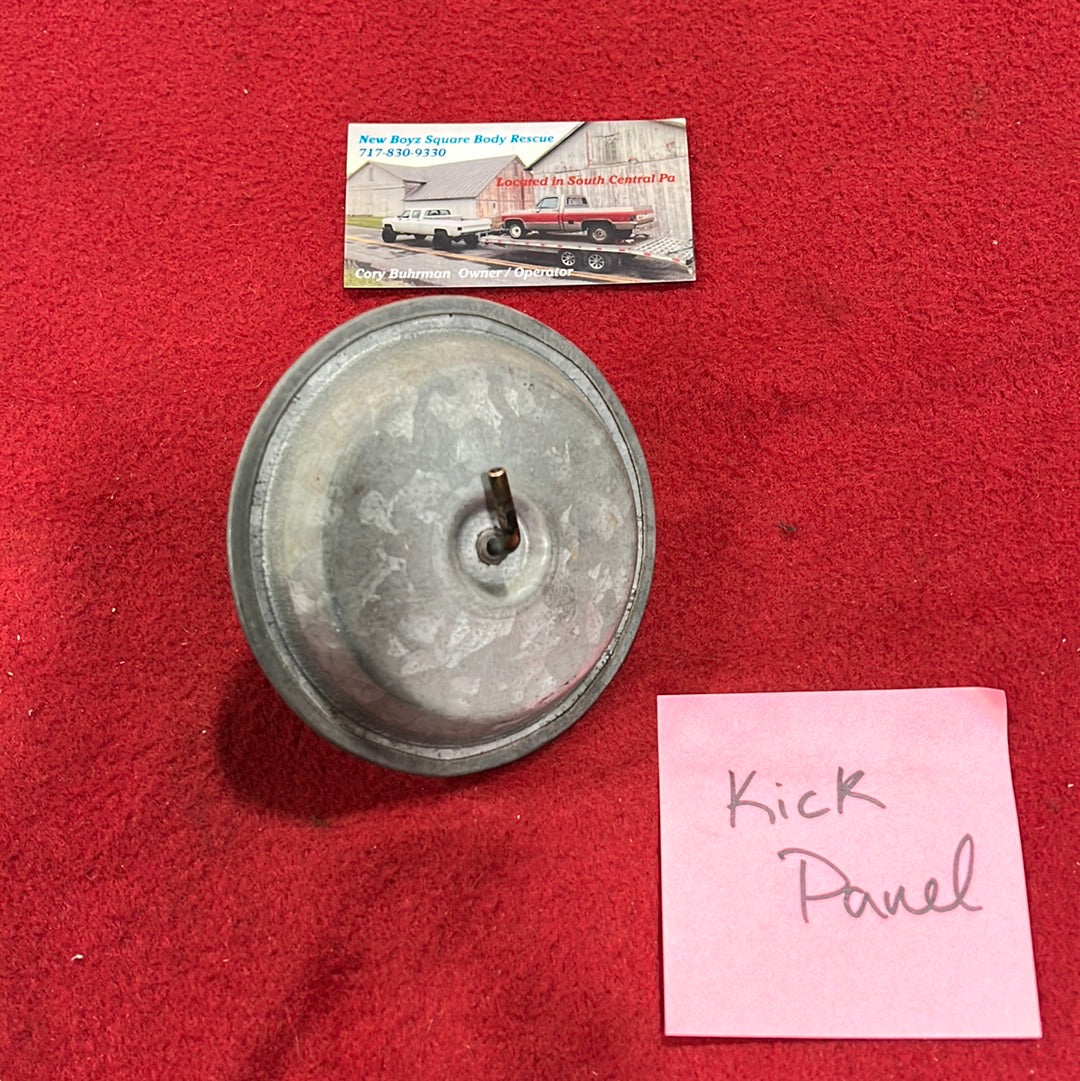 New Boyz Square Body Rescue
717-830-9330
Located in South Central Pa
Cory Buhrman Owner / Operator
Kick
Panel